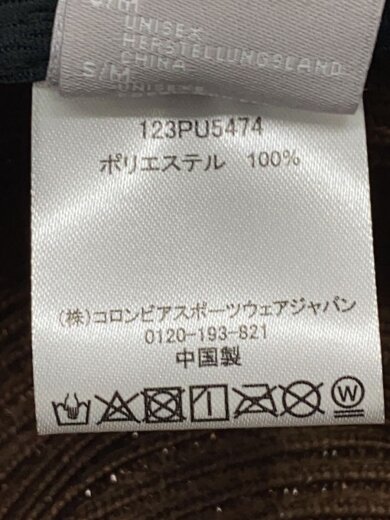 S/M
UNISEX
HERSTELLUNGSLAND
CHINA
S/M
UNISEX
123PU5474
ポリエステル 100%
(株)コロンビアスポーツウェアジャパン
0120-193-821
中国製
W